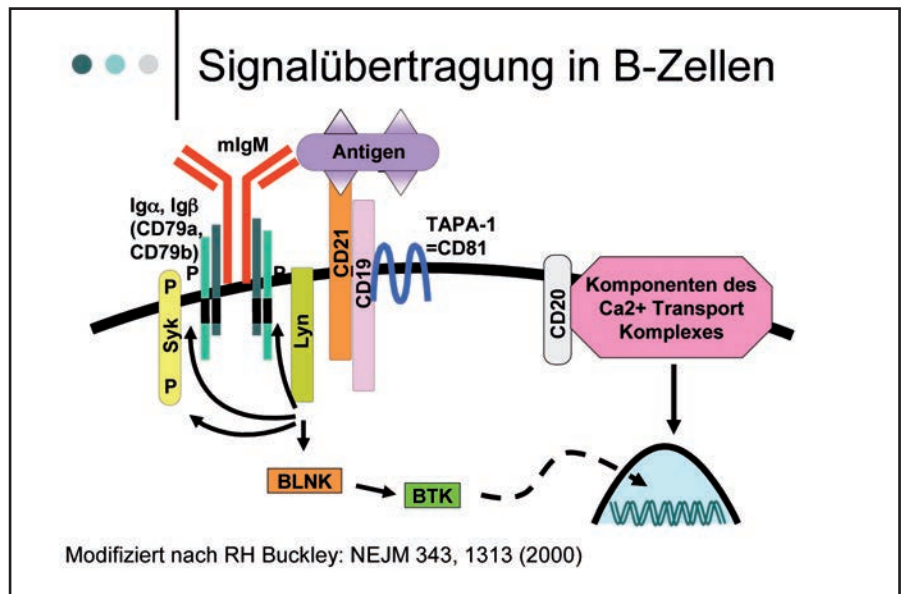 Signalübertragung in B-Zellen
mIgM
Antigen
Igα, Igβ
(CD79a,
CD79b)
TAPA-1
=CD81
P
P
P
Syk
P
Lyn
CD21
CD19
CD20
Komponenten des
Ca2+ Transport
Komplexes
BLNK
BTK
Modifiziert nach RH Buckley: NEJM 343, 1313 (2000)